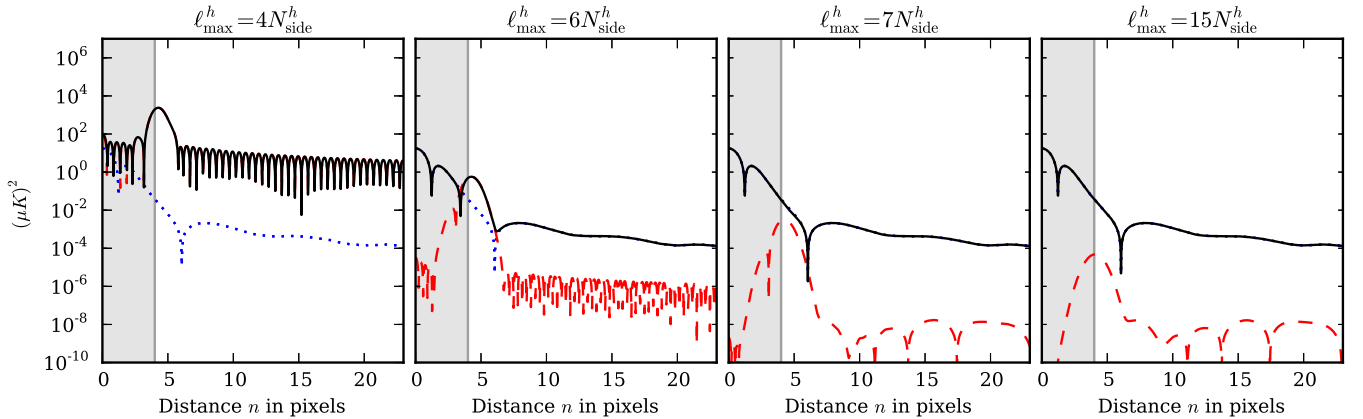 ℓ^h_max = 4N^h_side ℓ^h_max = 6N^h_side ℓ^h_max = 7N^h_side ℓ^h_max = 15N^h_side
10^6
10^4
10^2
10^0
10^-2
10^-4
10^-6
10^-8
10^-10
(μK)^2
0 5 10 15 20 0 5 10 15 20 0 5 10 15 20 0 5 10 15 20
Distance n in pixels Distance n in pixels Distance n in pixels Distance n in pixels